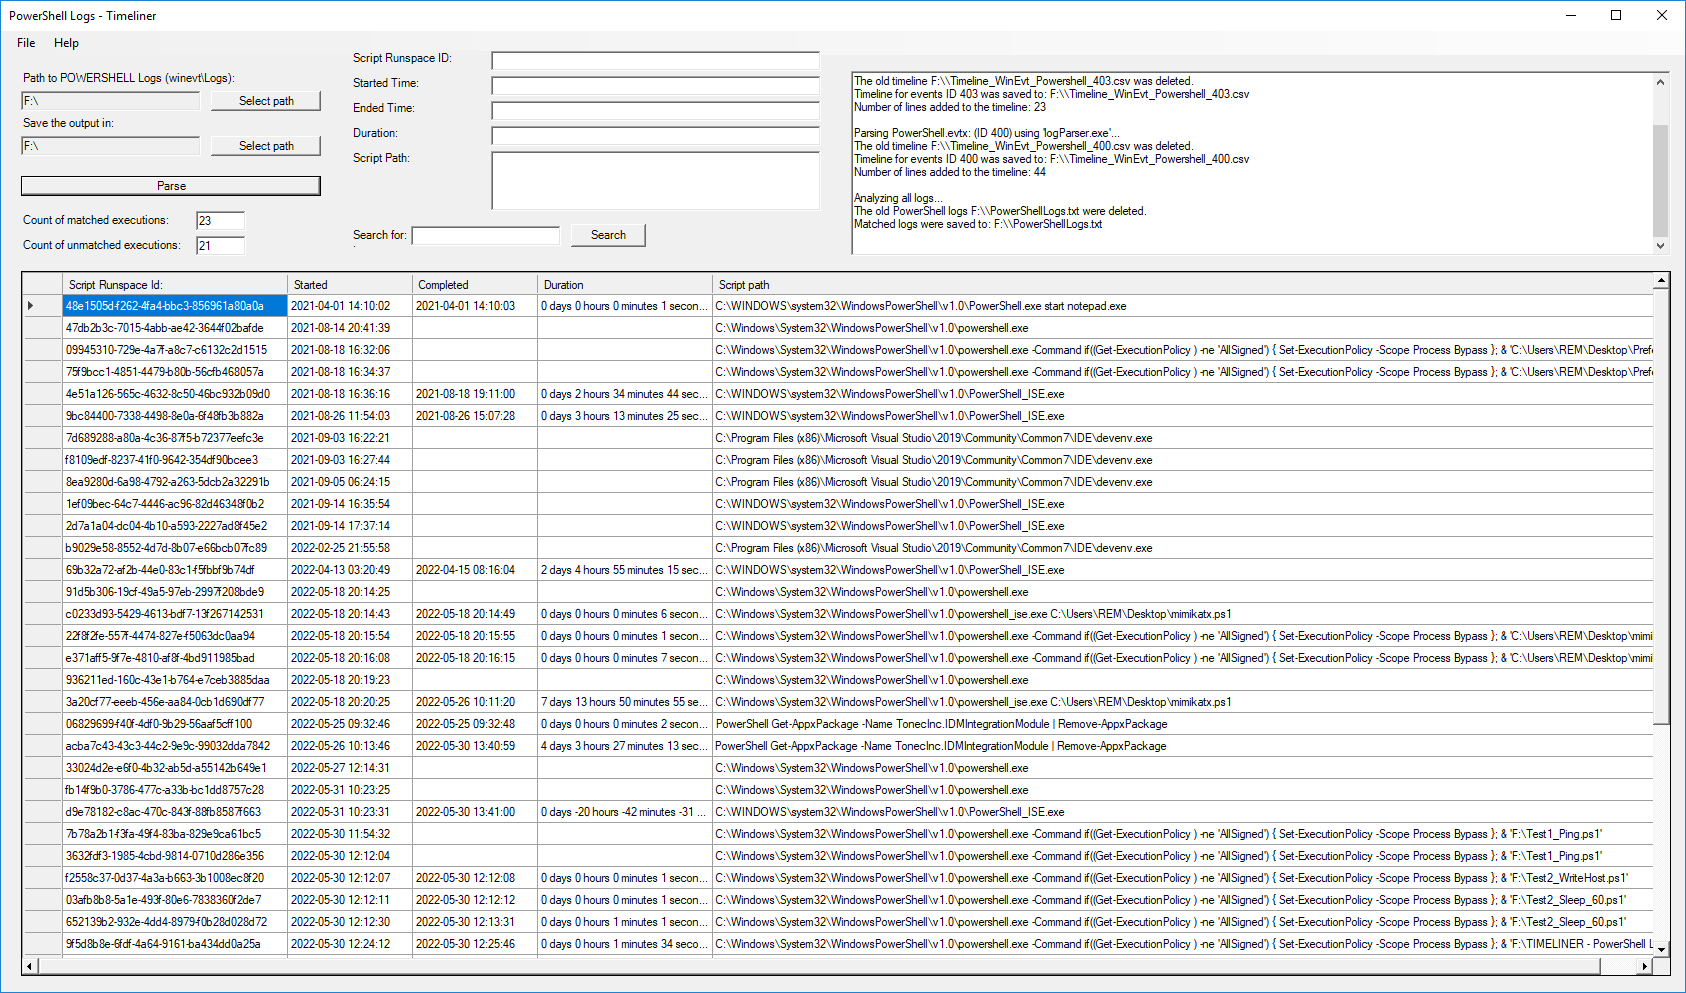 PowerShell Logs - Timeliner
File Help
Path to POWERSHELL Logs (winevt\Logs):
F:\ Select path
Save the output in:
F:\ Select path
Parse
Count of matched executions: 23
Count of unmatched executions: 21
Script Runspace ID:
Started Time:
Ended Time:
Duration:
Script Path:
Search for: Search
The old timeline F:\\Timeline_WinEvt_Powershell_403.csv was deleted.
Timeline for events ID 403 was saved to: F:\\Timeline_WinEvt_Powershell_403.csv
Number of lines added to the timeline: 23
Parsing PowerShell.evtx: (ID 400) using 'logParser.exe'...
The old timeline F:\\Timeline_WinEvt_Powershell_400.csv was deleted.
Timeline for events ID 400 was saved to: F:\\Timeline_WinEvt_Powershell_400.csv
Number of lines added to the timeline: 44
Analyzing all logs...
The old PowerShell logs F:\\PowerShellLogs.txt were deleted.
Matched logs were saved to: F:\\PowerShellLogs.txt
Script Runspace Id: Started Completed Duration Script path
48e1505d-f262-4fa4-bbc3-856961a80a0a 2021-04-01 14:10:02 2021-04-01 14:10:03 0 days 0 hours 0 minutes 1 secon... C:\WINDOWS\system32\WindowsPowerShell\v1.0\PowerShell.exe start notepad.exe
47db2b3c-7015-4abb-ae42-3644f02bafde 2021-08-14 20:41:39 C:\Windows\System32\WindowsPowerShell\v1.0\powershell.exe
09945310-729e-4a7f-a8c7-c6132c2d1515 2021-08-18 16:32:06 C:\Windows\System32\WindowsPowerShell\v1.0\powershell.exe -Command if((Get-ExecutionPolicy ) -ne 'AllSigned') { Set-ExecutionPolicy -Scope Process Bypass }; & 'C:\Users\REM\Desktop\Pref
75f9bcc1-4851-4479-b80b-56cfb468057a 2021-08-18 16:34:37 C:\Windows\System32\WindowsPowerShell\v1.0\powershell.exe -Command if((Get-ExecutionPolicy ) -ne 'AllSigned') { Set-ExecutionPolicy -Scope Process Bypass }; & 'C:\Users\REM\Desktop\Pref
4e51a126-565c-4632-8c50-46bc932b09d0 2021-08-18 16:36:16 2021-08-18 19:11:00 0 days 2 hours 34 minutes 44 sec... C:\WINDOWS\system32\WindowsPowerShell\v1.0\PowerShell_ISE.exe
9bc84400-7338-4498-8e0a-6f48fb3b882a 2021-08-26 11:54:03 2021-08-26 15:07:28 0 days 3 hours 13 minutes 25 sec... C:\WINDOWS\system32\WindowsPowerShell\v1.0\PowerShell_ISE.exe
7d689288-a80a-4c36-87f5-b72377eefc3e 2021-09-03 16:22:21 C:\Program Files (x86)\Microsoft Visual Studio\2019\Community\Common7\IDE\devenv.exe
f8109edf-8237-41f0-9642-354df90bcee3 2021-09-03 16:27:44 C:\Program Files (x86)\Microsoft Visual Studio\2019\Community\Common7\IDE\devenv.exe
8ea9280d-6a98-4792-a263-5dcb2a32291b 2021-09-05 06:24:15 C:\Program Files (x86)\Microsoft Visual Studio\2019\Community\Common7\IDE\devenv.exe
1ef09bec-64c7-4446-ac96-82d46348f0b2 2021-09-14 16:35:54 C:\WINDOWS\system32\WindowsPowerShell\v1.0\PowerShell_ISE.exe
2d7a1a04-dc04-4b10-a593-2227ad8f45e2 2021-09-14 17:37:14 C:\WINDOWS\system32\WindowsPowerShell\v1.0\PowerShell_ISE.exe
b9029e58-8552-4d7d-8b07-e66bcb07fc89 2022-02-25 21:55:58 C:\Program Files (x86)\Microsoft Visual Studio\2019\Community\Common7\IDE\devenv.exe
69b32a72-af2b-44e0-83c1-f5fbbf9b74df 2022-04-13 03:20:49 2022-04-15 08:16:04 2 days 4 hours 55 minutes 15 sec... C:\WINDOWS\system32\WindowsPowerShell\v1.0\PowerShell_ISE.exe
91d5b306-19cf-49a5-97eb-2997f208bde9 2022-05-18 20:14:25 C:\Windows\System32\WindowsPowerShell\v1.0\powershell.exe
c0233d93-5429-4613-bdf7-13f267142531 2022-05-18 20:14:43 2022-05-18 20:14:49 0 days 0 hours 0 minutes 6 secon... C:\Windows\System32\WindowsPowerShell\v1.0\powershell_ise.exe C:\Users\REM\Desktop\mimikatx.ps1
22f8f2fe-557f-4474-827e-f5063dc0aa94 2022-05-18 20:15:54 2022-05-18 20:15:55 0 days 0 hours 0 minutes 1 secon... C:\Windows\System32\WindowsPowerShell\v1.0\powershell.exe -Command if((Get-ExecutionPolicy ) -ne 'AllSigned') { Set-ExecutionPolicy -Scope Process Bypass }; & 'C:\Users\REM\Desktop\mimi
e371aff5-9f7e-4810-af8f-4bd911985bad 2022-05-18 20:16:08 2022-05-18 20:16:15 0 days 0 hours 0 minutes 7 secon... C:\Windows\System32\WindowsPowerShell\v1.0\powershell.exe -Command if((Get-ExecutionPolicy ) -ne 'AllSigned') { Set-ExecutionPolicy -Scope Process Bypass }; & 'C:\Users\REM\Desktop\mimi
936211ed-160c-43e1-b764-e7ceb3885daa 2022-05-18 20:19:23 C:\Windows\System32\WindowsPowerShell\v1.0\powershell.exe
3a20cf77-eeeb-456e-aa84-0cb1d690df77 2022-05-18 20:20:25 2022-05-26 10:11:20 7 days 13 hours 50 minutes 55 se... C:\Windows\System32\WindowsPowerShell\v1.0\powershell_ise.exe C:\Users\REM\Desktop\mimikatx.ps1
06829699-f40f-4df0-9b29-56aaf5cff100 2022-05-25 09:32:46 2022-05-25 09:32:48 0 days 0 hours 0 minutes 2 secon... PowerShell Get-AppxPackage -Name TonecInc.IDMIntegrationModule | Remove-AppxPackage
acba7c43-43c3-44c2-9e9c-99032dda7842 2022-05-26 10:13:46 2022-05-30 13:40:59 4 days 3 hours 27 minutes 13 sec... PowerShell Get-AppxPackage -Name TonecInc.IDMIntegrationModule | Remove-AppxPackage
33024d2e-e6f0-4b32-ab5d-a55142b649e1 2022-05-27 12:14:31 C:\Windows\System32\WindowsPowerShell\v1.0\powershell.exe
fb14f9b0-3786-477c-a33b-bc1dd8757c28 2022-05-31 10:23:25 C:\Windows\System32\WindowsPowerShell\v1.0\powershell.exe
d9e78182-c8ac-470c-843f-88fb8587f663 2022-05-31 10:23:31 2022-05-30 13:41:00 0 days -20 hours -42 minutes -31 ... C:\WINDOWS\system32\WindowsPowerShell\v1.0\PowerShell_ISE.exe
7b78a2b1-f3fa-49f4-83ba-829e9ca61bc5 2022-05-30 11:54:32 C:\Windows\System32\WindowsPowerShell\v1.0\powershell.exe -Command if((Get-ExecutionPolicy ) -ne 'AllSigned') { Set-ExecutionPolicy -Scope Process Bypass }; & 'F:\Test1_Ping.ps1'
3632fdf3-1985-4cbd-9814-0710d286e356 2022-05-30 12:12:04 C:\Windows\System32\WindowsPowerShell\v1.0\powershell.exe -Command if((Get-ExecutionPolicy ) -ne 'AllSigned') { Set-ExecutionPolicy -Scope Process Bypass }; & 'F:\Test1_Ping.ps1'
f2558c37-0d37-4a3a-b663-3b1008ec8f20 2022-05-30 12:12:07 2022-05-30 12:12:08 0 days 0 hours 0 minutes 1 secon... C:\Windows\System32\WindowsPowerShell\v1.0\powershell.exe -Command if((Get-ExecutionPolicy ) -ne 'AllSigned') { Set-ExecutionPolicy -Scope Process Bypass }; & 'F:\Test2_WriteHost.ps1'
03afb8b8-5a1e-493f-80e6-7838360f2de7 2022-05-30 12:12:11 2022-05-30 12:12:12 0 days 0 hours 0 minutes 1 secon... C:\Windows\System32\WindowsPowerShell\v1.0\powershell.exe -Command if((Get-ExecutionPolicy ) -ne 'AllSigned') { Set-ExecutionPolicy -Scope Process Bypass }; & 'F:\Test2_Sleep_60.ps1'
652139b2-932e-4dd4-8979-f0b28d028d72 2022-05-30 12:12:30 2022-05-30 12:13:31 0 days 0 hours 1 minutes 1 secon... C:\Windows\System32\WindowsPowerShell\v1.0\powershell.exe -Command if((Get-ExecutionPolicy ) -ne 'AllSigned') { Set-ExecutionPolicy -Scope Process Bypass }; & 'F:\Test2_Sleep_60.ps1'
9f5d8b8e-6fdf-4a64-9161-ba434dd0a25a 2022-05-30 12:24:12 2022-05-30 12:25:46 0 days 0 hours 1 minutes 34 seco... C:\Windows\System32\WindowsPowerShell\v1.0\powershell.exe -Command if((Get-ExecutionPolicy ) -ne 'AllSigned') { Set-ExecutionPolicy -Scope Process Bypass }; & 'F:\TIMELINER - PowerShell L